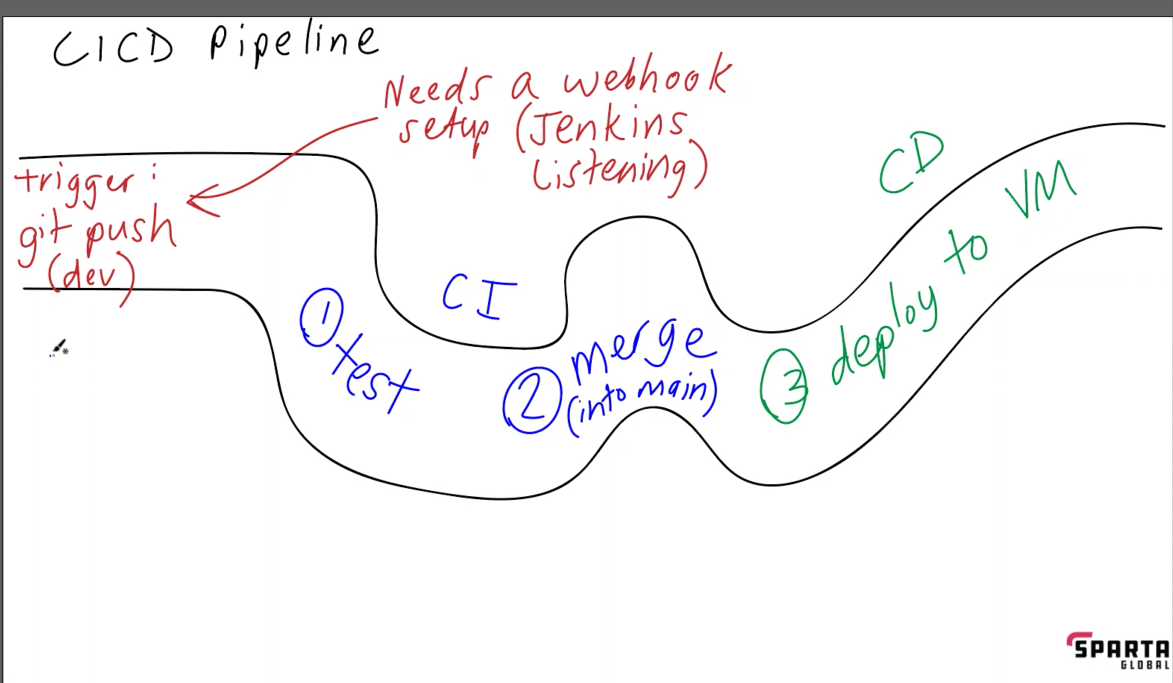 CICD Pipeline
Needs a webhook
setup (Jenkins
Listening)
trigger:
git push
(dev)
CI
① test
② merge
(into main)
CD
③ deploy to VM
SPARTA
GLOBAL